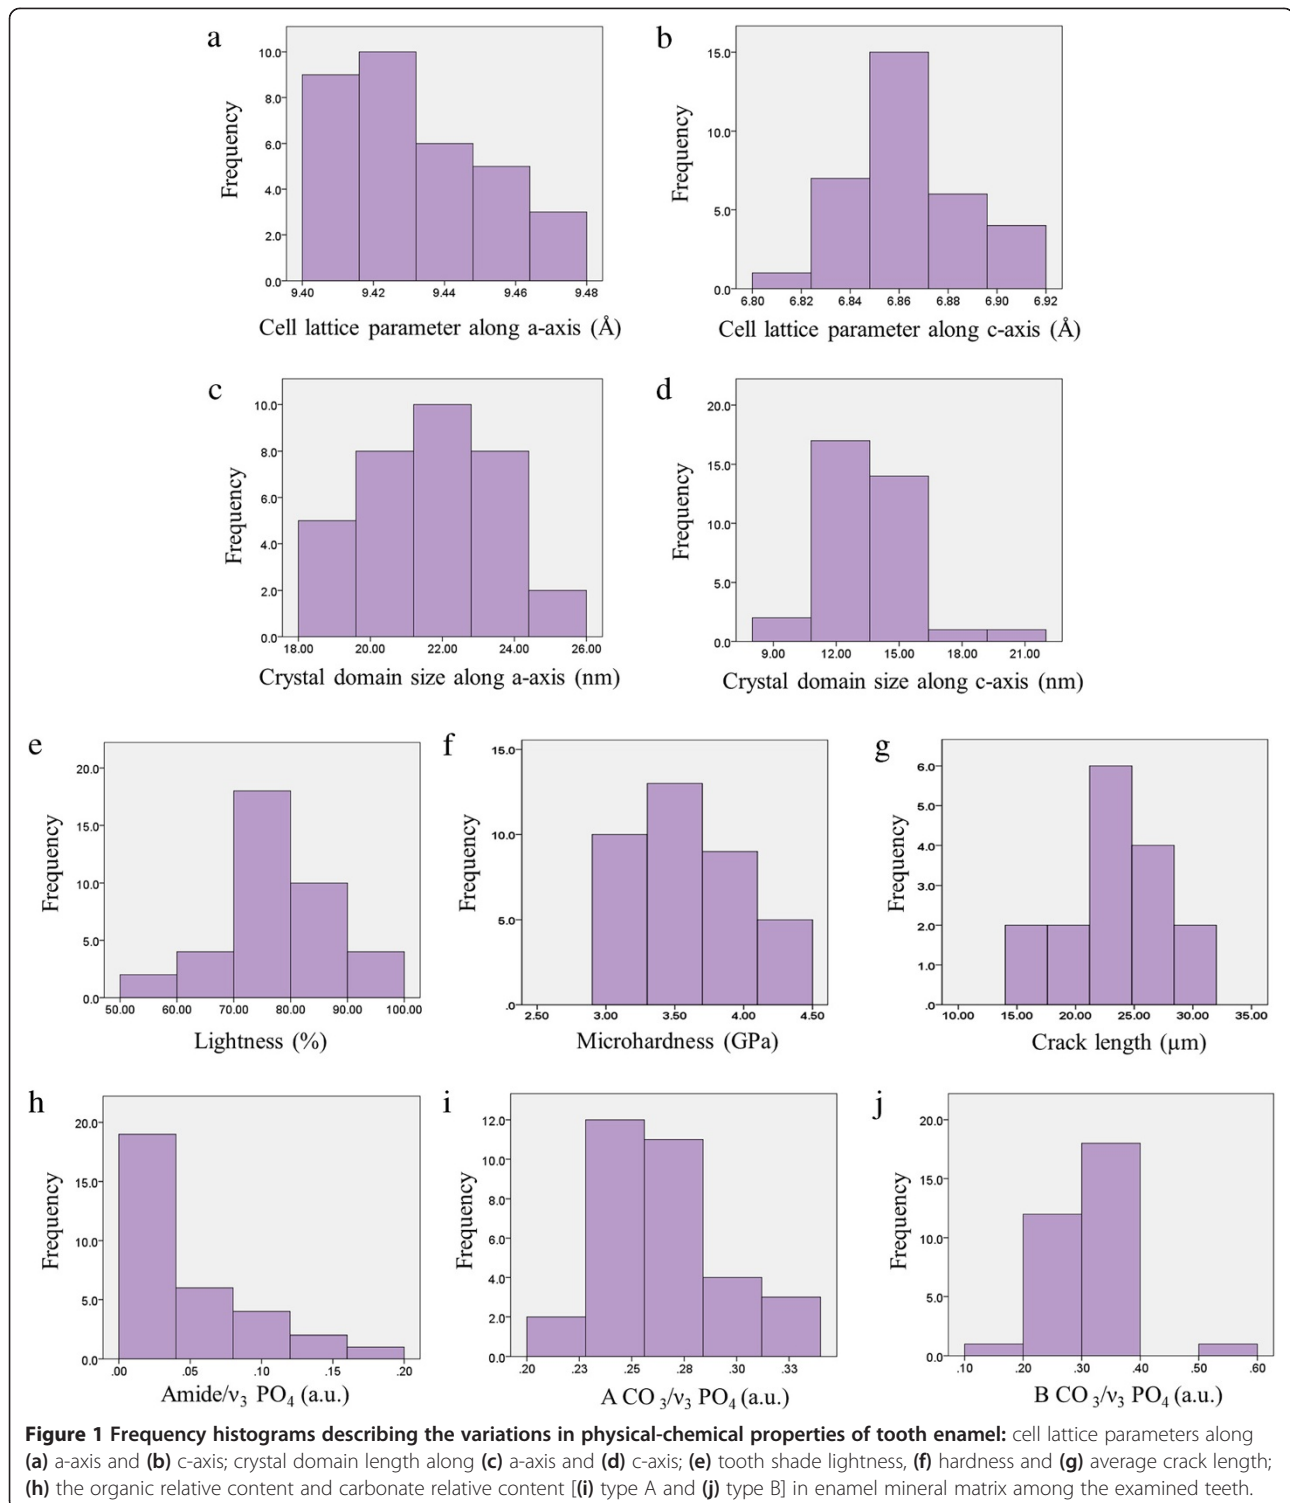 a
10.0
8.0
6.0
4.0
2.0
0.0
Frequency
9.40 9.42 9.44 9.46 9.48
Cell lattice parameter along a-axis (Å)
b
15.0
10.0
5.0
0.0
Frequency
6.80 6.82 6.84 6.86 6.88 6.90 6.92
Cell lattice parameter along c-axis (Å)
c
10.0
8.0
6.0
4.0
2.0
0.0
Frequency
18.00 20.00 22.00 24.00 26.00
Crystal domain size along a-axis (nm)
d
20.0
15.0
10.0
5.0
0.0
Frequency
9.00 12.00 15.00 18.00 21.00
Crystal domain size along c-axis (nm)
e
20.0
15.0
10.0
5.0
0.0
Frequency
50.00 60.00 70.00 80.00 90.00 100.00
Lightness (%)
f
15.0
10.0
5.0
.0
Frequency
2.50 3.00 3.50 4.00 4.50
Microhardness (GPa)
g
6.0
5.0
4.0
3.0
2.0
1.0
.0
Frequency
10.00 15.00 20.00 25.00 30.00 35.00
Crack length (µm)
h
20.0
15.0
10.0
5.0
0.0
Frequency
.00 .05 .10 .15 .20
Amide/ν₃ PO₄ (a.u.)
i
12.0
10.0
8.0
6.0
4.0
2.0
0.0
Frequency
.20 .23 .25 .28 .30 .33
A CO₃/ν₃ PO₄ (a.u.)
j
20.0
15.0
10.0
5.0
0.0
Frequency
.10 .20 .30 .40 .50 .60
B CO₃/ν₃ PO₄ (a.u.)
Figure 1 Frequency histograms describing the variations in physical-chemical properties of tooth enamel: cell lattice parameters along
(a) a-axis and (b) c-axis; crystal domain length along (c) a-axis and (d) c-axis; (e) tooth shade lightness, (f) hardness and (g) average crack length;
(h) the organic relative content and carbonate relative content [(i) type A and (j) type B] in enamel mineral matrix among the examined teeth.